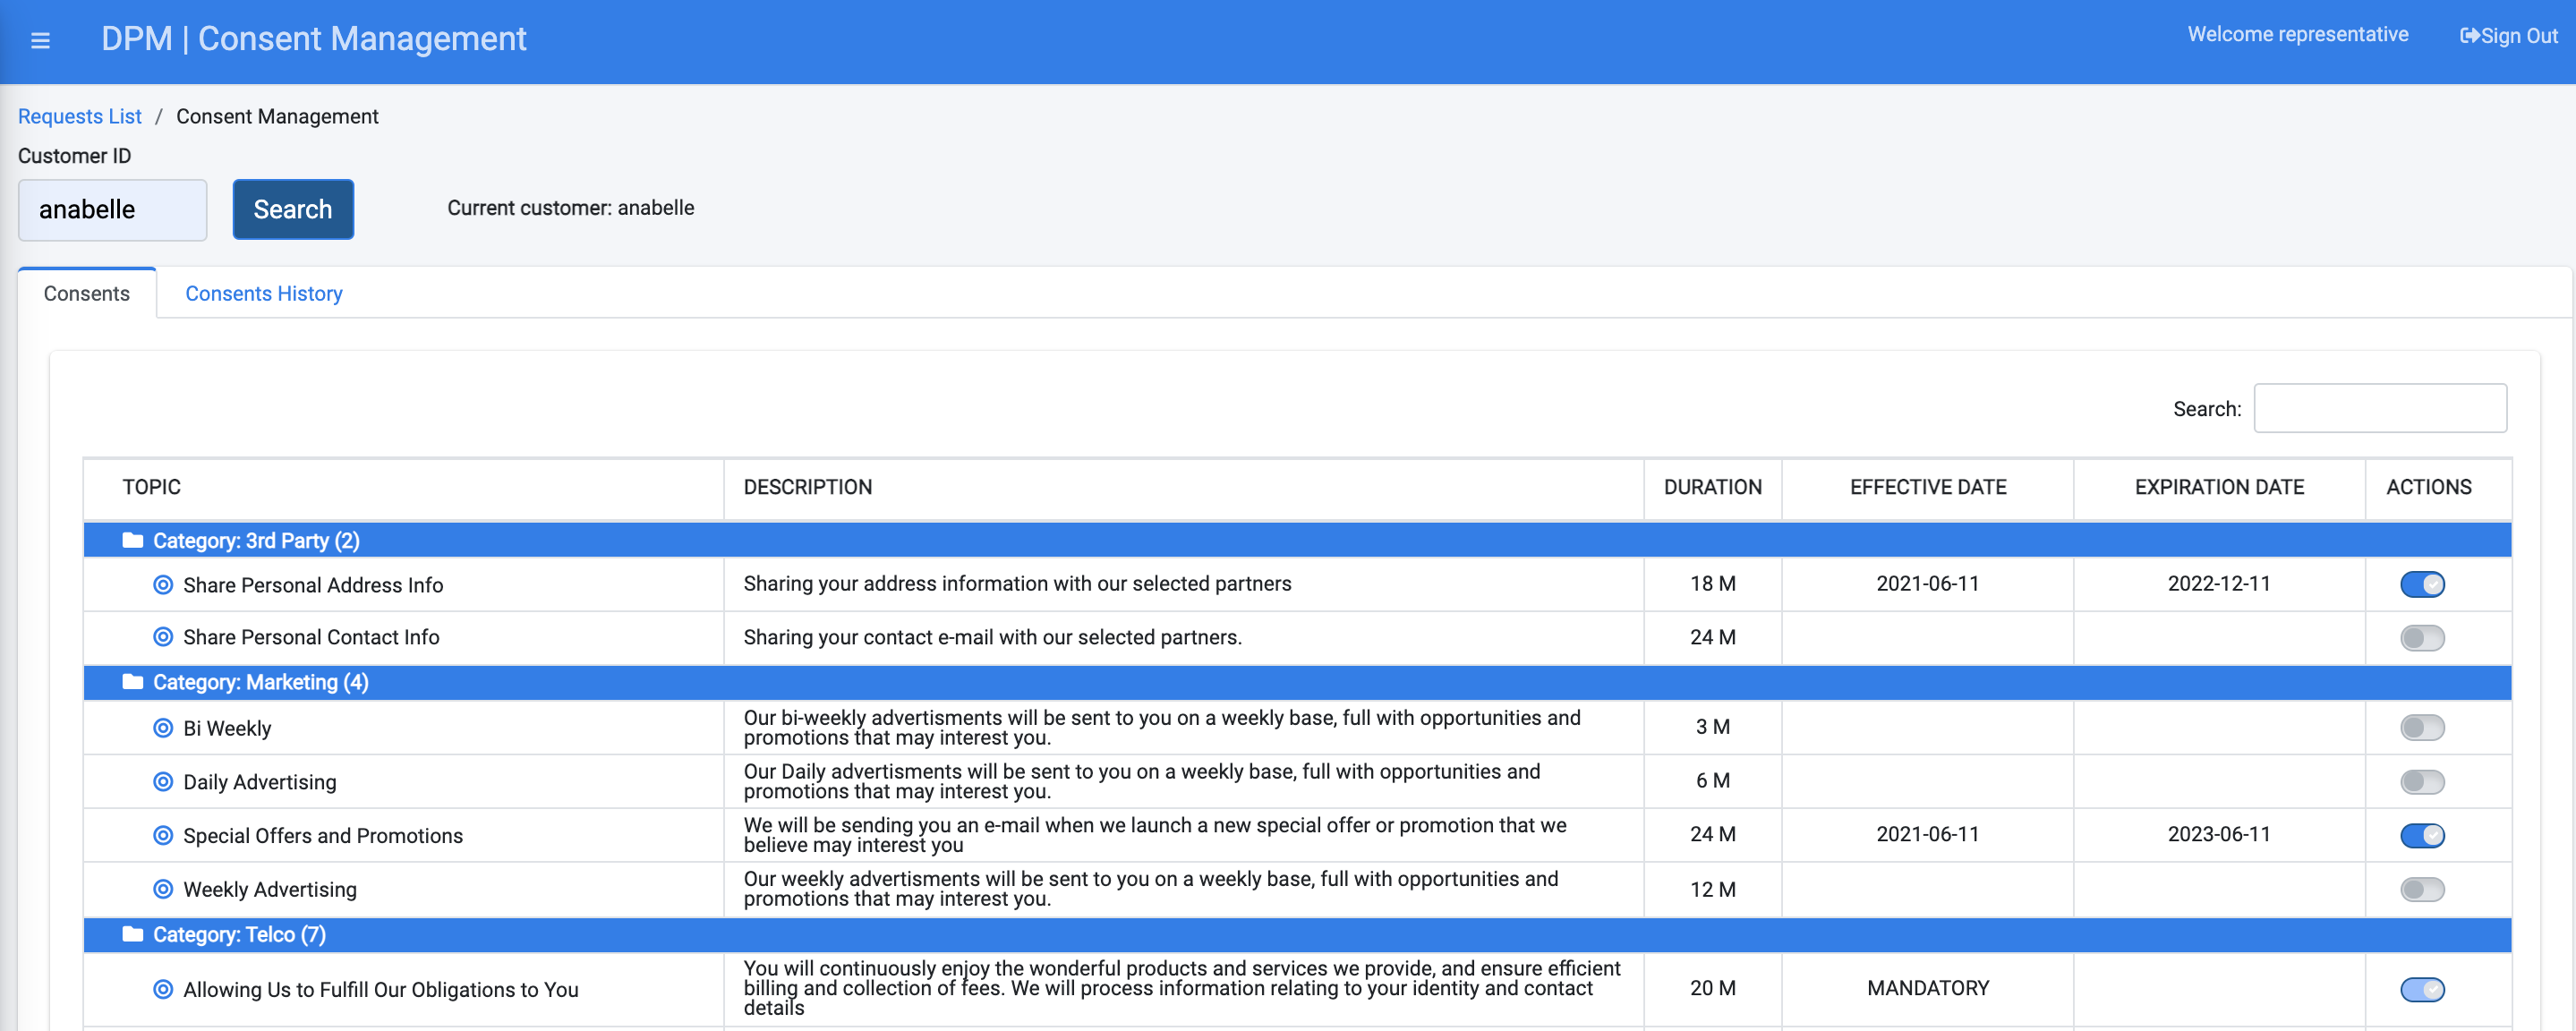 DPM | Consent Management
Welcome representative
Sign Out
Requests List / Consent Management
Customer ID
anabelle
Search
Current customer: anabelle
Consents
Consents History
Search:
TOPIC DESCRIPTION DURATION EFFECTIVE DATE EXPIRATION DATE ACTIONS
Category: 3rd Party (2)
Share Personal Address Info Sharing your address information with our selected partners 18 M 2021-06-11 2022-12-11
Share Personal Contact Info Sharing your contact e-mail with our selected partners. 24 M
Category: Marketing (4)
Bi Weekly
Our bi-weekly advertisments will be sent to you on a weekly base, full with opportunities and
promotions that may interest you.
3 M
Daily Advertising
Our Daily advertisments will be sent to you on a weekly base, full with opportunities and
promotions that may interest you.
6 M
Special Offers and Promotions
We will be sending you an e-mail when we launch a new special offer or promotion that we
believe may interest you
24 M 2021-06-11 2023-06-11
Weekly Advertising
Our weekly advertisments will be sent to you on a weekly base, full with opportunities and
promotions that may interest you.
12 M
Category: Telco (7)
Allowing Us to Fulfill Our Obligations to You
You will continuously enjoy the wonderful products and services we provide, and ensure efficient
billing and collection of fees. We will process information relating to your identity and contact
details
20 M MANDATORY